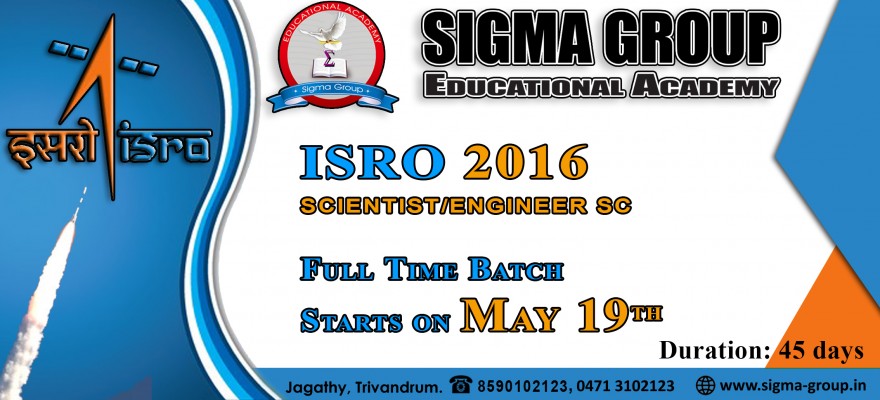 इसरो isro
EDUCATIONAL ACADEMY
Σ
Sigma Group
SIGMA GROUP
EDUCATIONAL ACADEMY
ISRO 2016
SCIENTIST/ENGINEER SC
FULL TIME BATCH
STARTS ON MAY 19TH
Duration: 45 days
Jagathy, Trivandrum. 8590102123, 0471 3102123 www.sigma-group.in